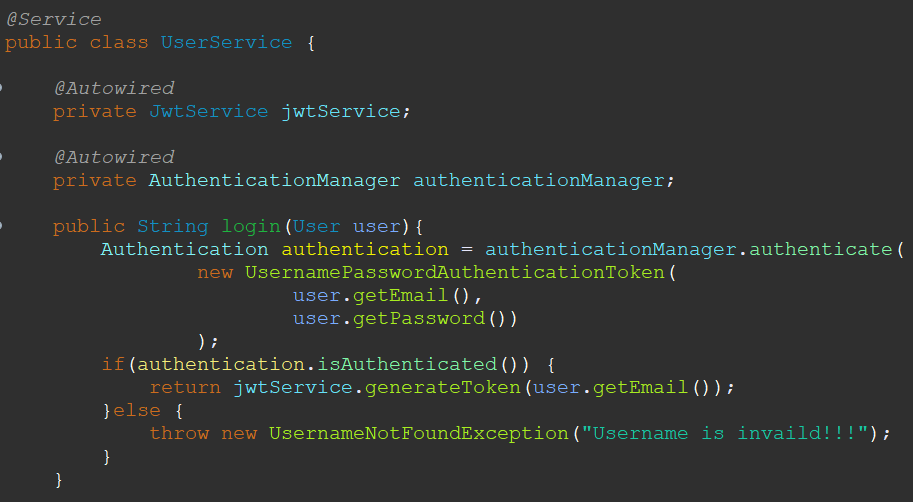 @Service
public class UserService {
@Autowired
private JwtService jwtService;
@Autowired
private AuthenticationManager authenticationManager;
public String login(User user){
Authentication authentication = authenticationManager.authenticate(
new UsernamePasswordAuthenticationToken(
user.getEmail(),
user.getPassword())
);
if(authentication.isAuthenticated()) {
return jwtService.generateToken(user.getEmail());
}else {
throw new UsernameNotFoundException("Username is invaild!!!");
}
}